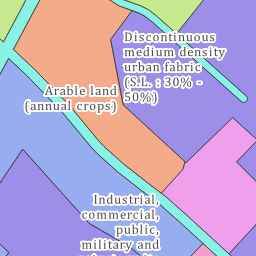 Discontinuous
medium density
urban fabric
(S.L. : 30% -
50%)
Arable land
(annual crops)
Industrial,
commercial,
public,
military and